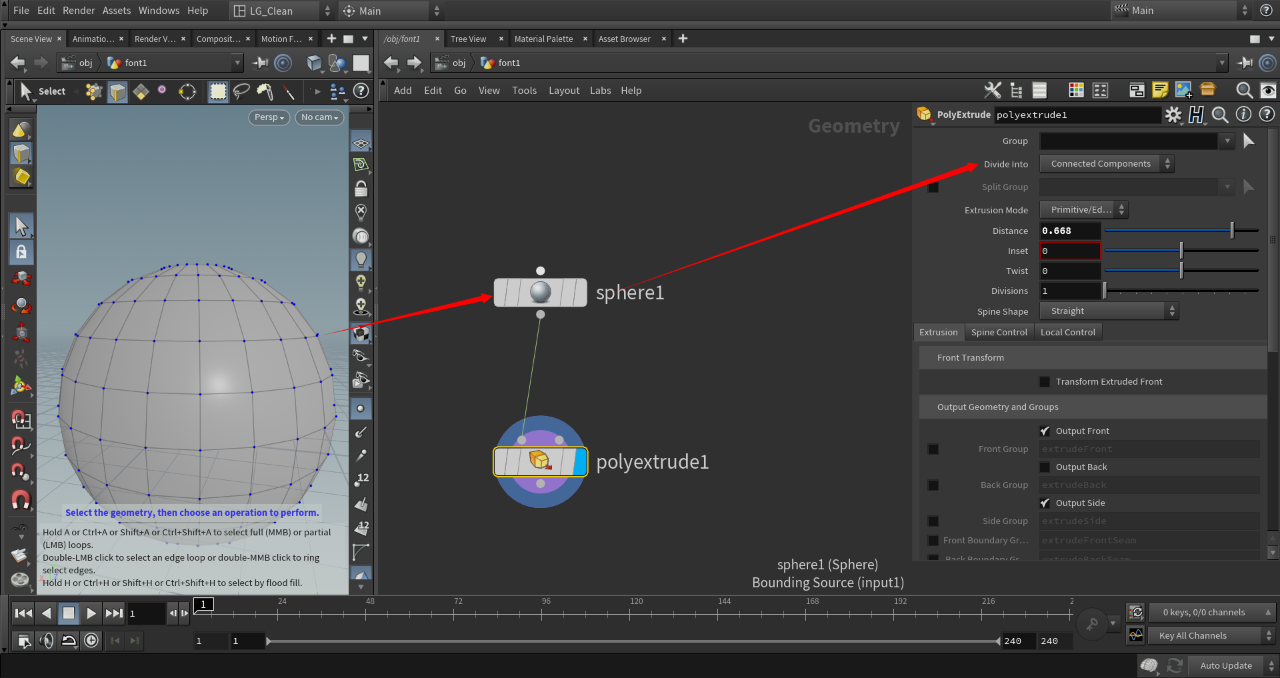 File Edit Render Assets Windows Help LG_Clean Main Main
Scene View Animatio... Render V... Composit... Motion F... /obj/font1 Tree View Material Palette Asset Browser
obj font1 obj font1
Select Add Edit Go View Tools Layout Labs Help
Persp No cam
Geometry
PolyExtrude polyextrude1
Group
Divide Into Connected Components
Split Group
Extrusion Mode Primitive/Ed...
Distance 0.668
Inset 0
Twist 0
Divisions 1
Spine Shape Straight
Extrusion Spine Control Local Control
Front Transform
Transform Extruded Front
Output Geometry and Groups
Output Front
Front Group extrudeFront
Output Back
Back Group extrudeBack
Output Side
Side Group extrudeSide
Front Boundary Gr... extrudeFrontSeam
sphere1
polyextrude1
12
12
Select the geometry, then choose an operation to perform.
Hold A or Ctrl+A or Shift+A or Ctrl+Shift+A to select full (MMB) or partial
(LMB) loops.
Double-LMB click to select an edge loop or double-MMB click to ring
select edges.
Hold H or Ctrl+H or Shift+H or Ctrl+Shift+H to select by flood fill.
sphere1 (Sphere)
Bounding Source (input1)
1 1 24 48 72 96 120 144 168 192 216 2
0 keys, 0/0 channels
1 1 240 240 Key All Channels
Auto Update